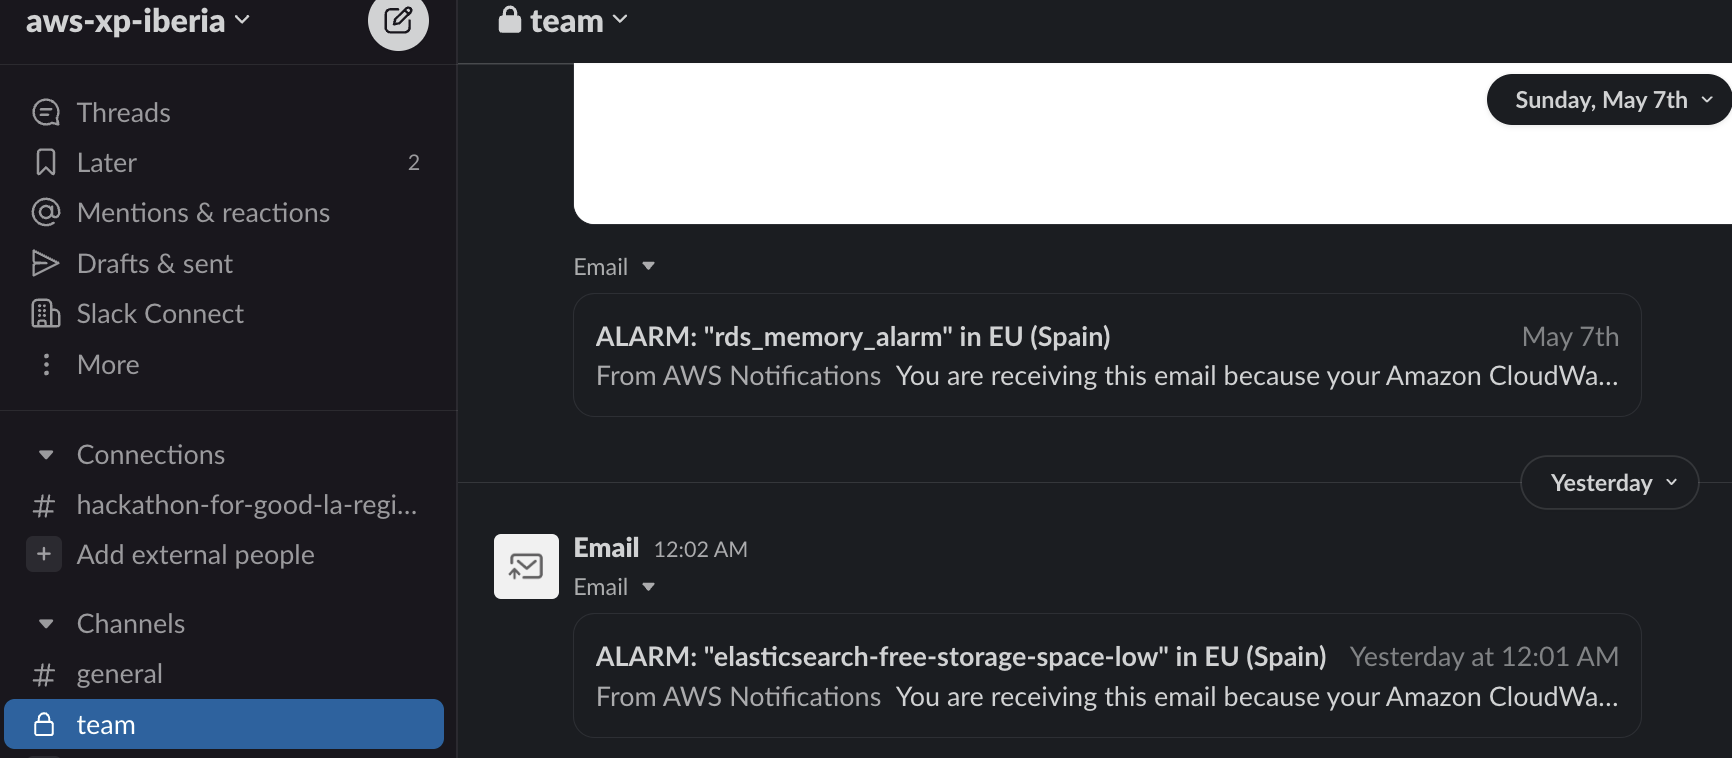 aws-xp-iberia
Threads
Later 2
Mentions & reactions
Drafts & sent
Slack Connect
More
Connections
# hackathon-for-good-la-regi...
+ Add external people
Channels
# general
team
team
Sunday, May 7th
Email
ALARM: "rds_memory_alarm" in EU (Spain) May 7th
From AWS Notifications You are receiving this email because your Amazon CloudWa...
Yesterday
Email 12:02 AM
Email
ALARM: "elasticsearch-free-storage-space-low" in EU (Spain) Yesterday at 12:01 AM
From AWS Notifications You are receiving this email because your Amazon CloudWa...